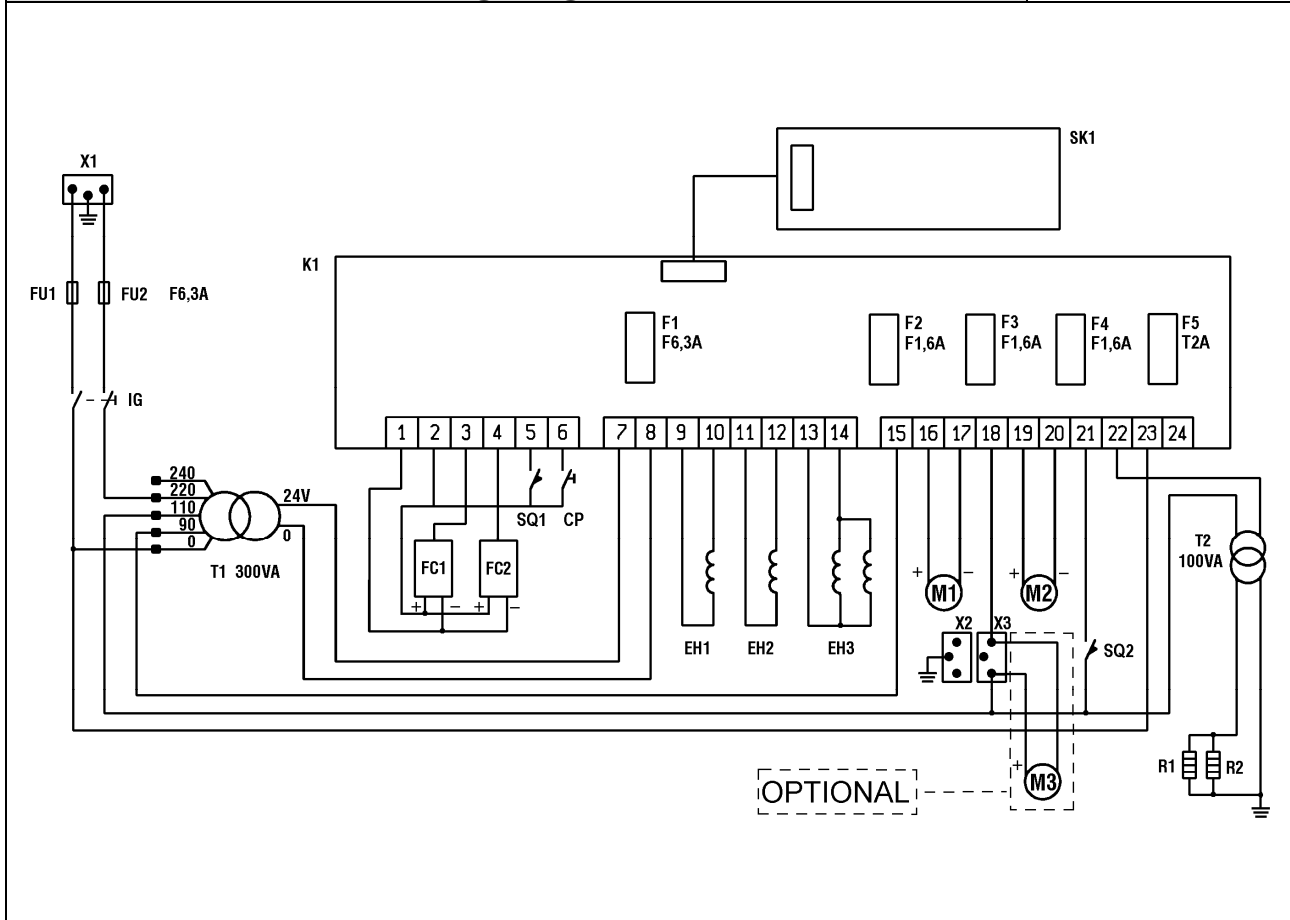 SK1
X1
K1
FU1
FU2 F6,3A
F1
F6,3A
F2
F1,6A
F3
F1,6A
F4
F1,6A
F5
T2A
IG
1 2 3 4 5 6 7 8 9 10 11 12 13 14 15 16 17 18 19 20 21 22 23 24
240
220
110
90
0
24V
0
T1 300VA
SQ1 CP
FC1
FC2
+ − + −
EH1 EH2 EH3
+ M1 −
+ M2 −
T2
100VA
X2 X3
SQ2
R1 R2
+
M3
OPTIONAL